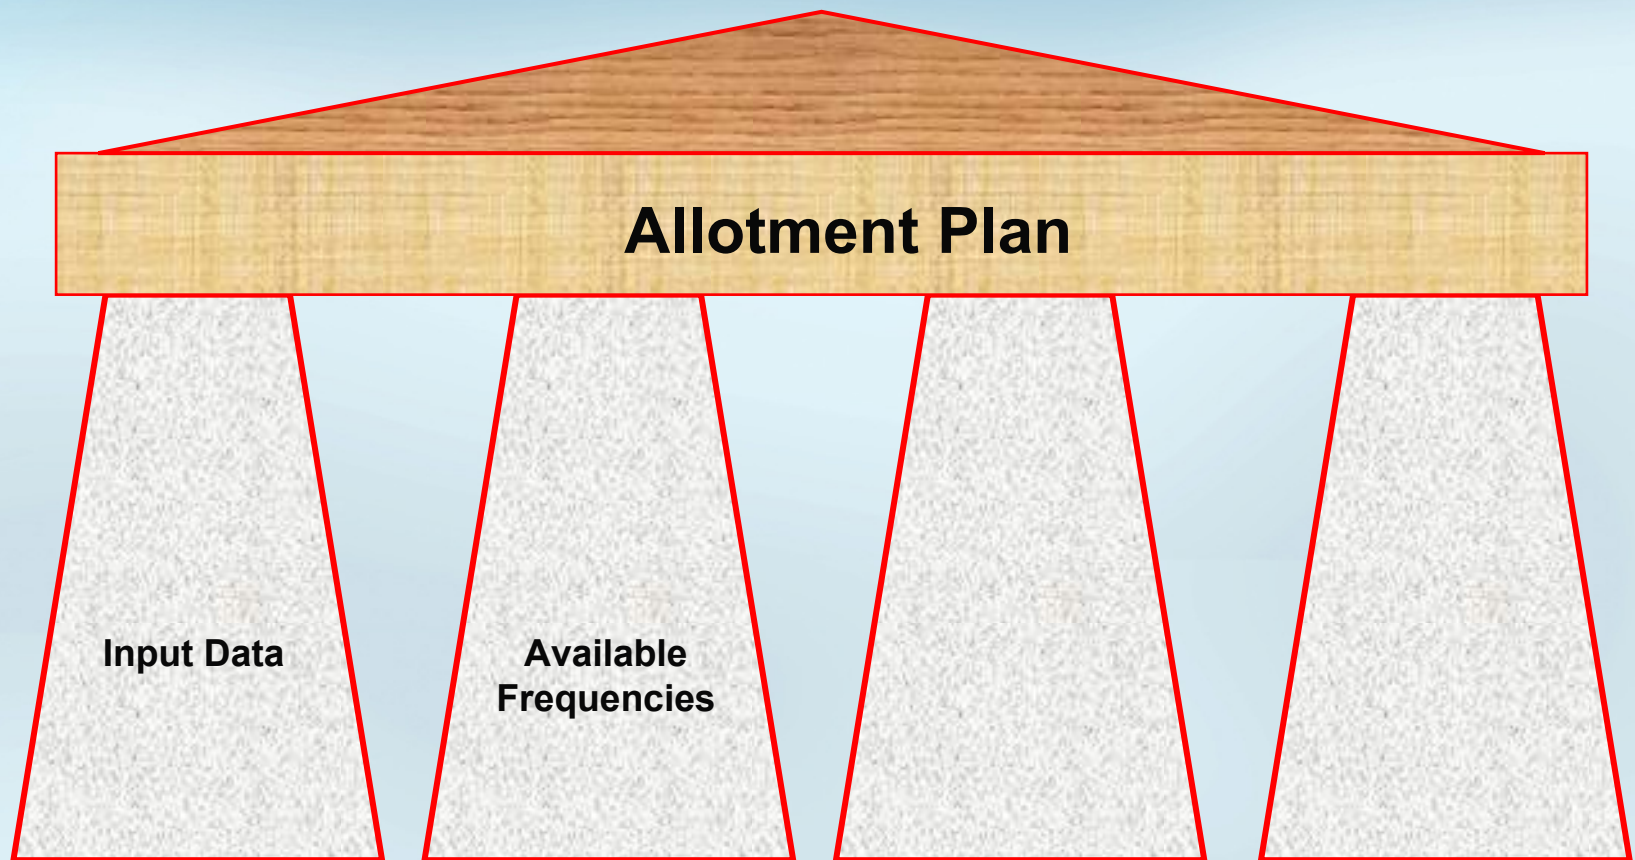 Allotment Plan
Input Data
Available
Frequencies